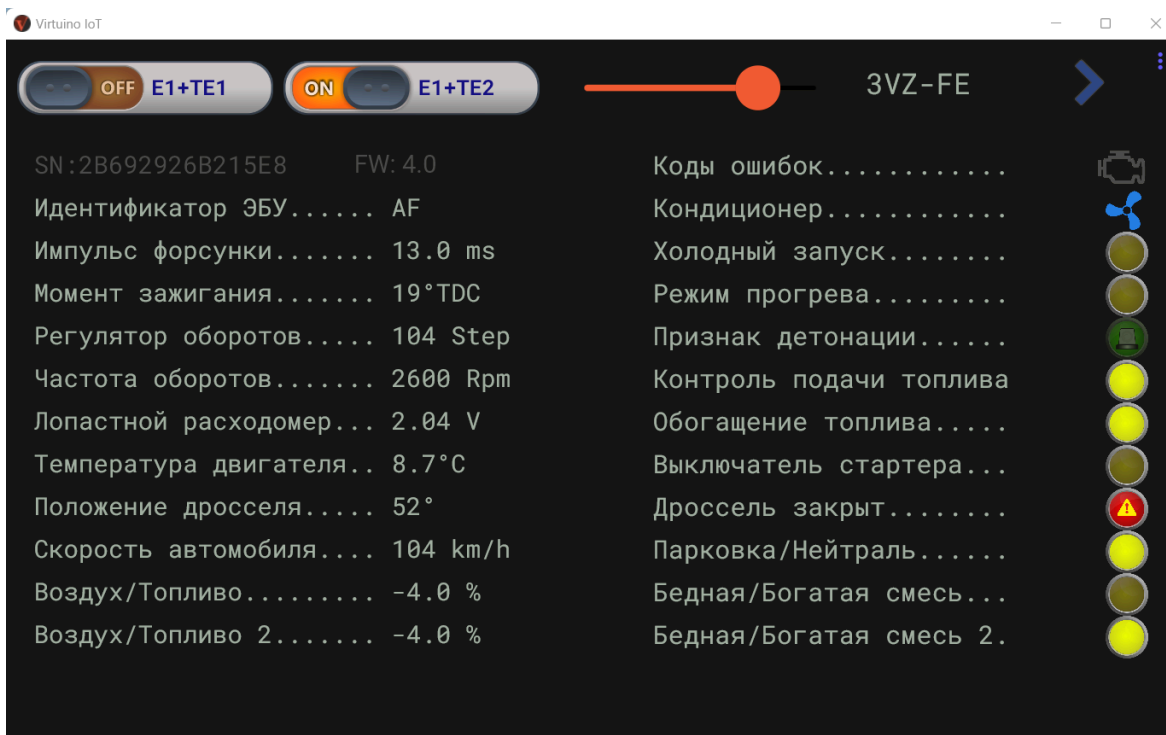 Virtuino IoT
OFF E1+TE1
ON E1+TE2
3VZ-FE
SN:2B692926B215E8 FW: 4.0
Идентификатор ЭБУ...... AF
Импульс форсунки....... 13.0 ms
Момент зажигания....... 19°TDC
Регулятор оборотов..... 104 Step
Частота оборотов....... 2600 Rpm
Лопастной расходомер... 2.04 V
Температура двигателя.. 8.7°C
Положение дросселя..... 52°
Скорость автомобиля.... 104 km/h
Воздух/Топливо......... -4.0 %
Воздух/Топливо 2....... -4.0 %
Коды ошибок............
Кондиционер............
Холодный запуск........
Режим прогрева.........
Признак детонации......
Контроль подачи топлива
Обогащение топлива.....
Выключатель стартера...
Дроссель закрыт........
Парковка/Нейтраль......
Бедная/Богатая смесь...
Бедная/Богатая смесь 2.